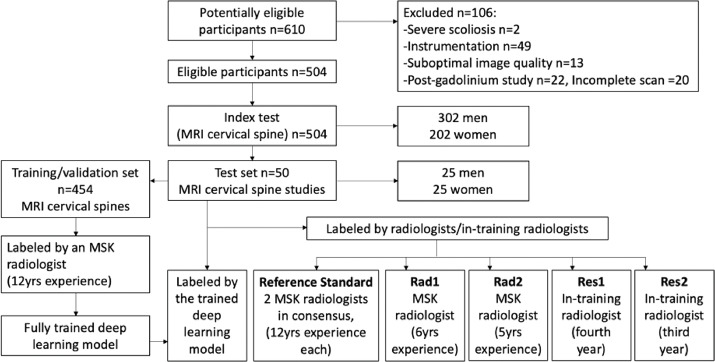 Potentially eligible
participants n=610
Excluded n=106:
-Severe scoliosis n=2
-Instrumentation n=49
-Suboptimal image quality n=13
-Post-gadolinium study n=22, Incomplete scan =20
Eligible participants n=504
Index test
(MRI cervical spine) n=504
302 men
202 women
Training/validation set
n=454
MRI cervical spines
Test set n=50
MRI cervical spine studies
25 men
25 women
Labeled by radiologists/in-training radiologists
Labeled by an MSK
radiologist
(12yrs experience)
Fully trained deep
learning model
Labeled by
the trained
deep
learning
model
Reference Standard
2 MSK radiologists
in consensus,
(12yrs experience
each)
Rad1
MSK
radiologist
(6yrs
experience)
Rad2
MSK
radiologist
(5yrs
experience)
Res1
In-training
radiologist
(fourth
year)
Res2
In-training
radiologist
(third
year)